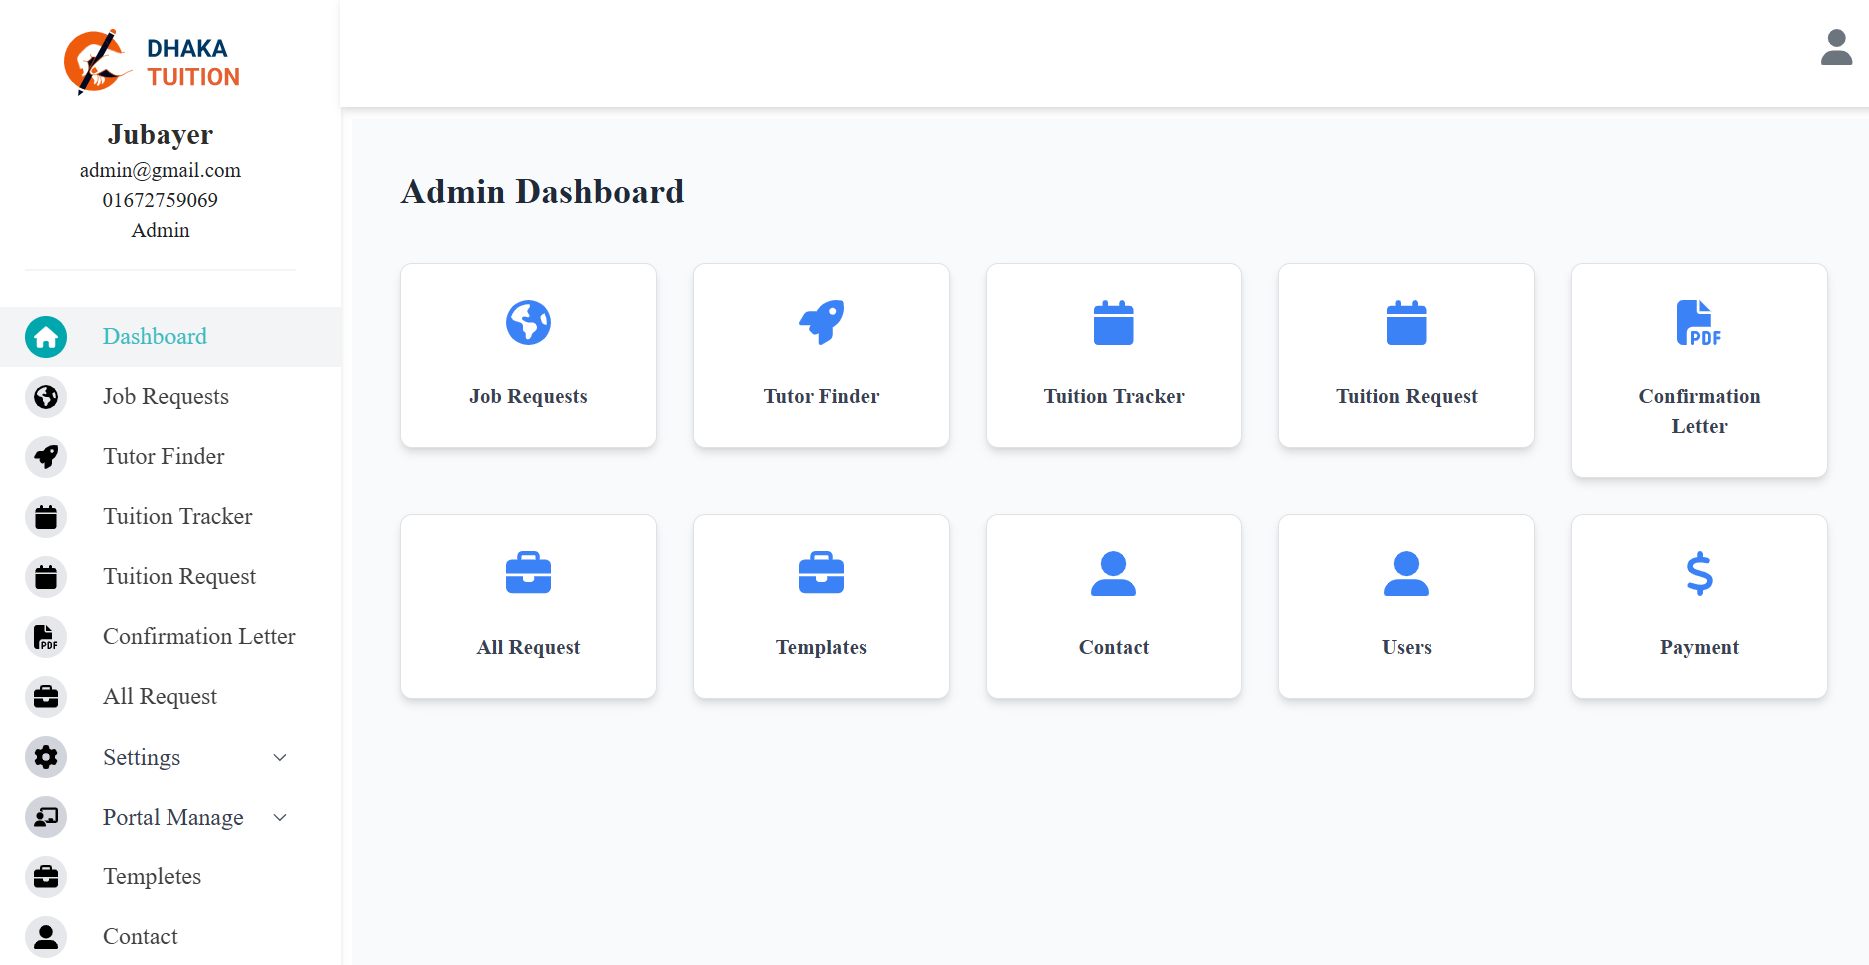 DHAKA
TUITION
Jubayer
admin@gmail.com
01672759069
Admin
Dashboard
Job Requests
Tutor Finder
Tuition Tracker
Tuition Request
Confirmation Letter
All Request
Settings
Portal Manage
Templetes
Contact
Admin Dashboard
Job Requests
Tutor Finder
Tuition Tracker
Tuition Request
PDF
Confirmation
Letter
All Request
Templates
Contact
Users
Payment